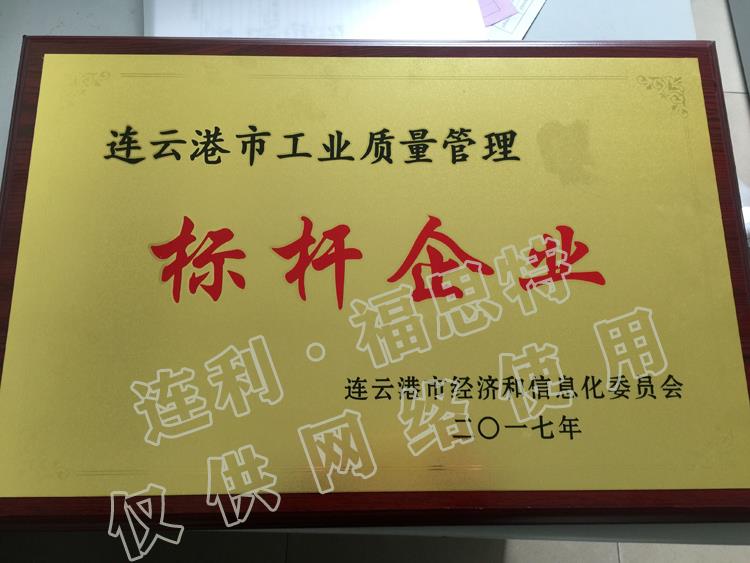 连云港市工业质量管理
标杆企业
连云港市经济和信息化委员会
二〇一七年
连利·福思特
仅供网络使用